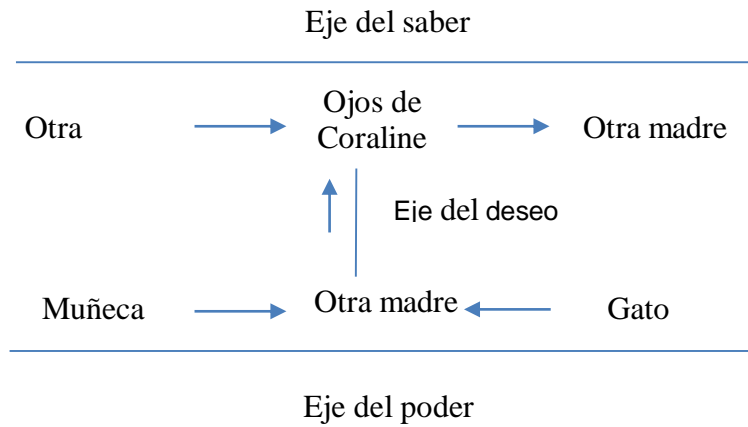 Eje del saber
Otra
Ojos de
Coraline
Otra madre
Eje del deseo
Muñeca
Otra madre
Gato
Eje del poder